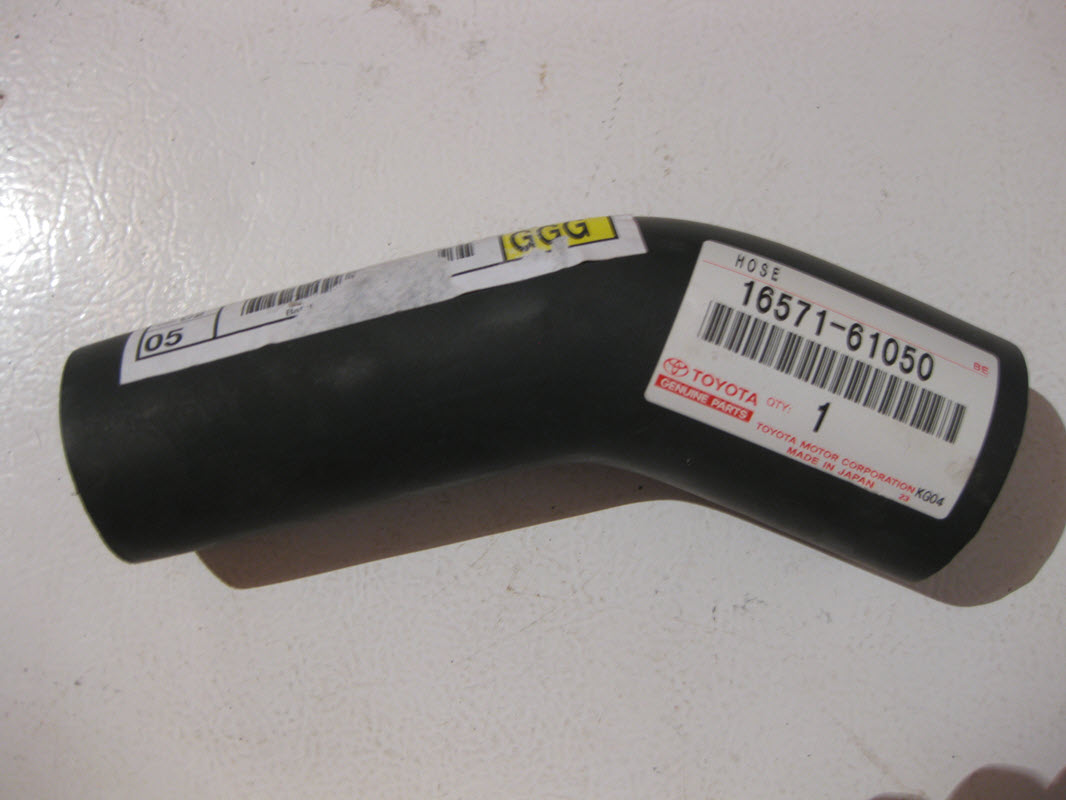 GGG
05
HOSE
16571-61050
BE
TOYOTA QTY: 1
GENUINE PARTS
TOYOTA MOTOR CORPORATION KG04
MADE IN JAPAN 23